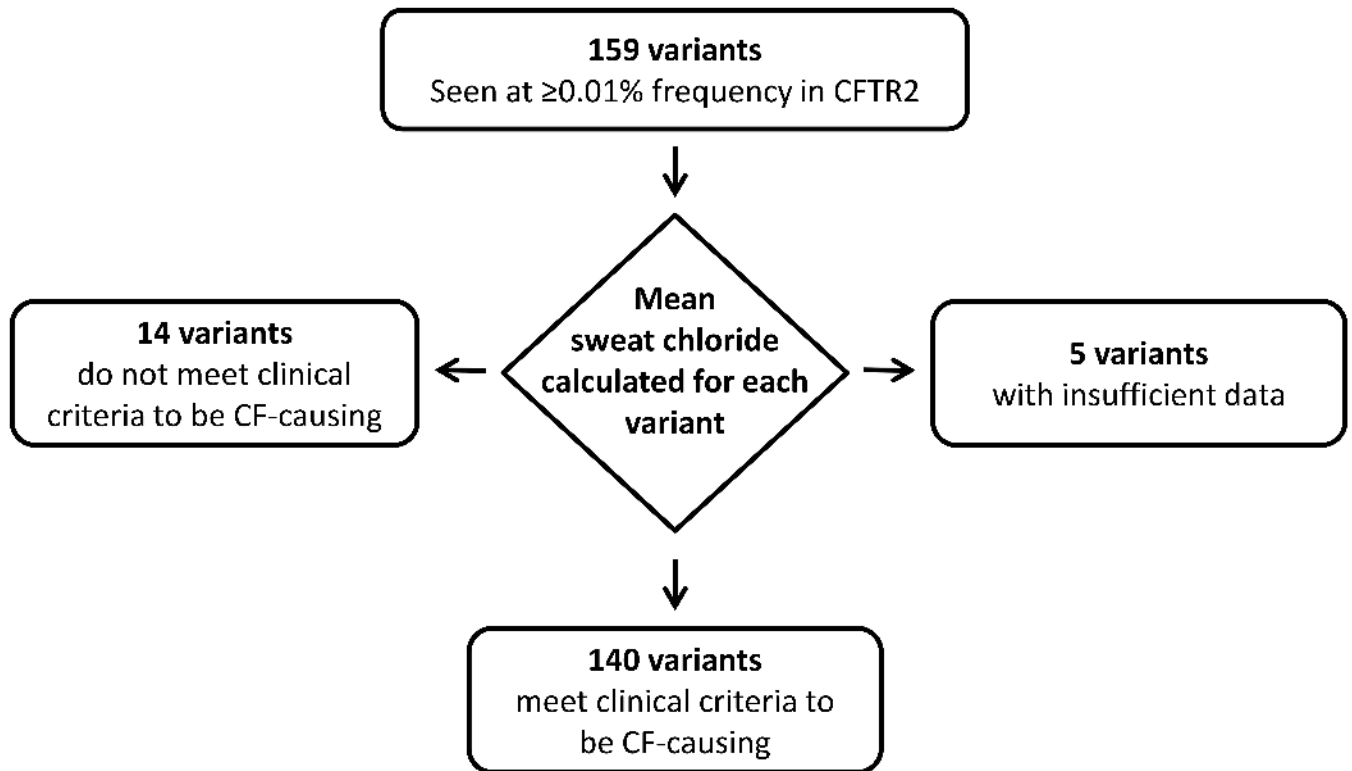 159 variants
Seen at ≥0.01% frequency in CFTR2
Mean
sweat chloride
calculated for each
variant
14 variants
do not meet clinical
criteria to be CF-causing
5 variants
with insufficient data
140 variants
meet clinical criteria to
be CF-causing